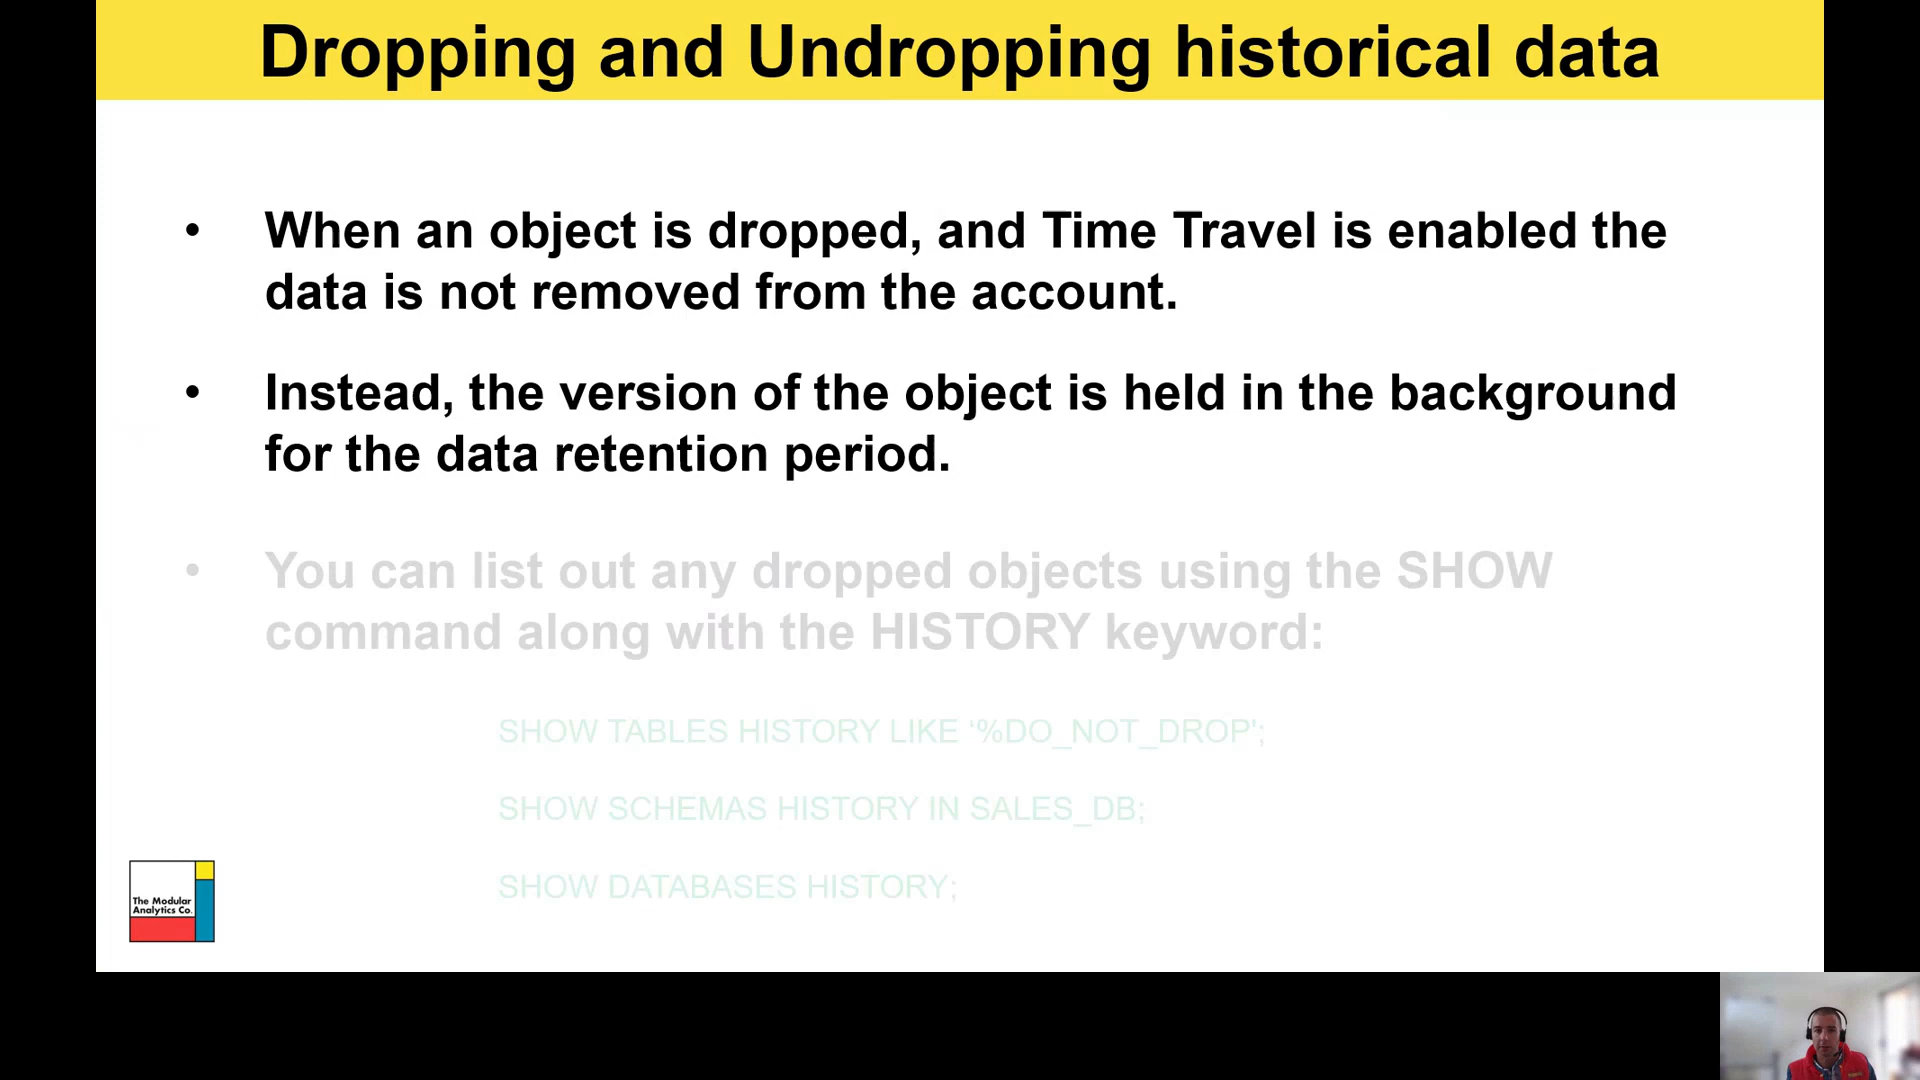 Dropping and Undropping historical data
• When an object is dropped, and Time Travel is enabled the
data is not removed from the account.
• Instead, the version of the object is held in the background
for the data retention period.
• You can list out any dropped objects using the SHOW
command along with the HISTORY keyword:
SHOW TABLES HISTORY LIKE ‘%DO_NOT_DROP';
SHOW SCHEMAS HISTORY IN SALES_DB;
SHOW DATABASES HISTORY;
The Modular
Analytics Co.